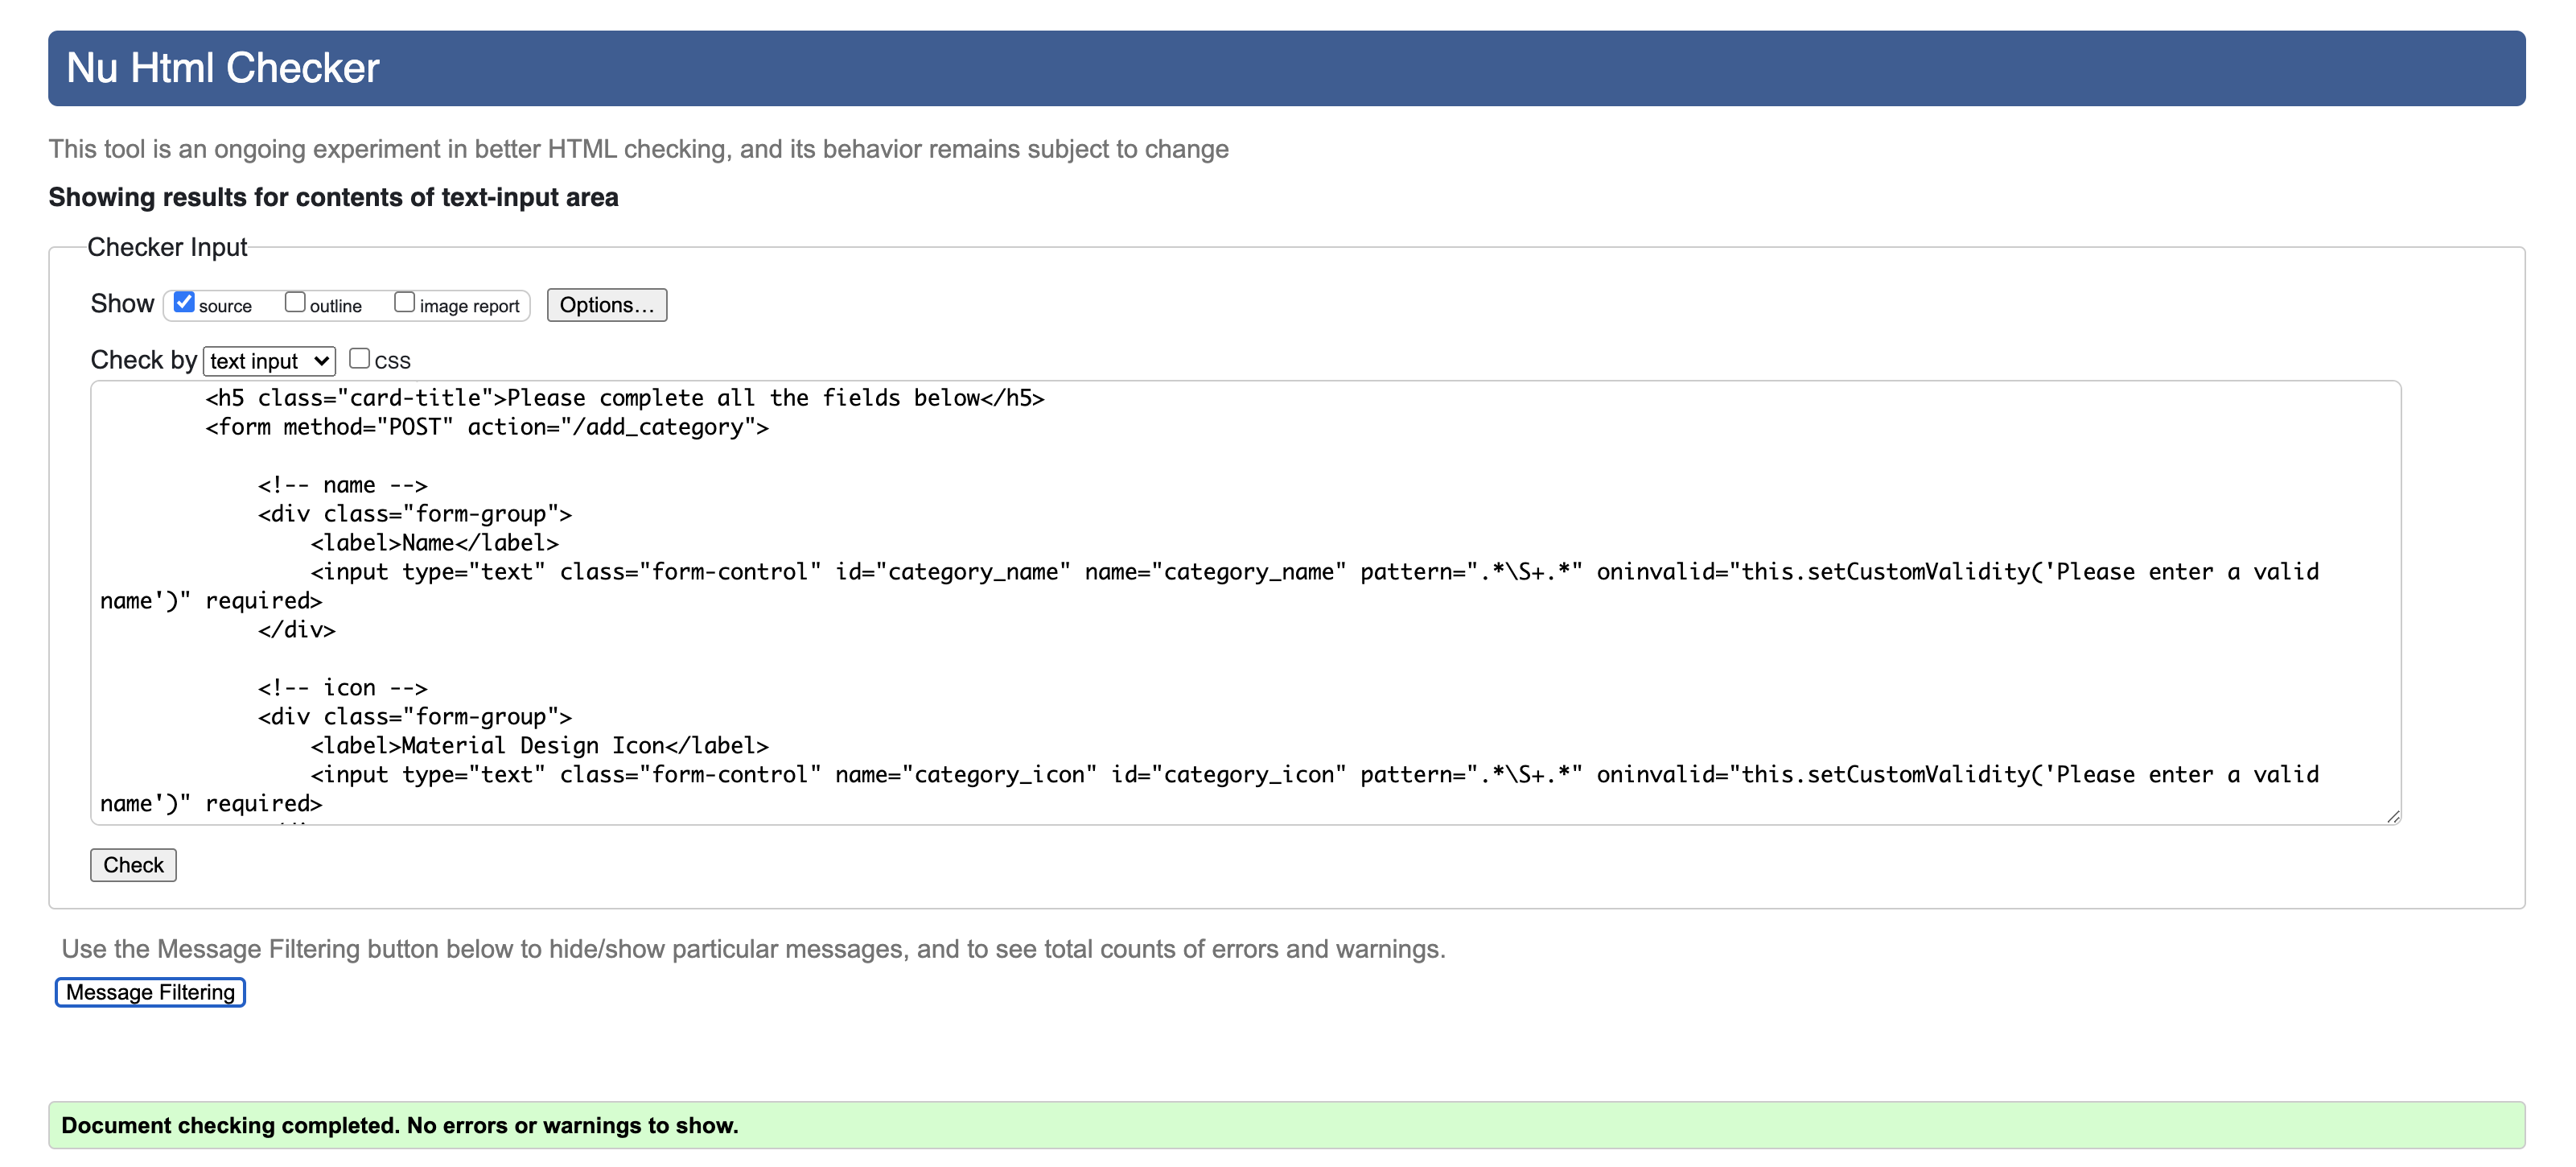 Nu Html Checker
This tool is an ongoing experiment in better HTML checking, and its behavior remains subject to change
Showing results for contents of text-input area
Checker Input
Show source outline image report Options...
Check by text input css
<h5 class="card-title">Please complete all the fields below</h5>
<form method="POST" action="/add_category">
<!-- name -->
<div class="form-group">
<label>Name</label>
<input type="text" class="form-control" id="category_name" name="category_name" pattern=".*\S+.*" oninvalid="this.setCustomValidity('Please enter a valid
name')" required>
</div>
<!-- icon -->
<div class="form-group">
<label>Material Design Icon</label>
<input type="text" class="form-control" name="category_icon" id="category_icon" pattern=".*\S+.*" oninvalid="this.setCustomValidity('Please enter a valid
name')" required>
Check
Use the Message Filtering button below to hide/show particular messages, and to see total counts of errors and warnings.
Message Filtering
Document checking completed. No errors or warnings to show.